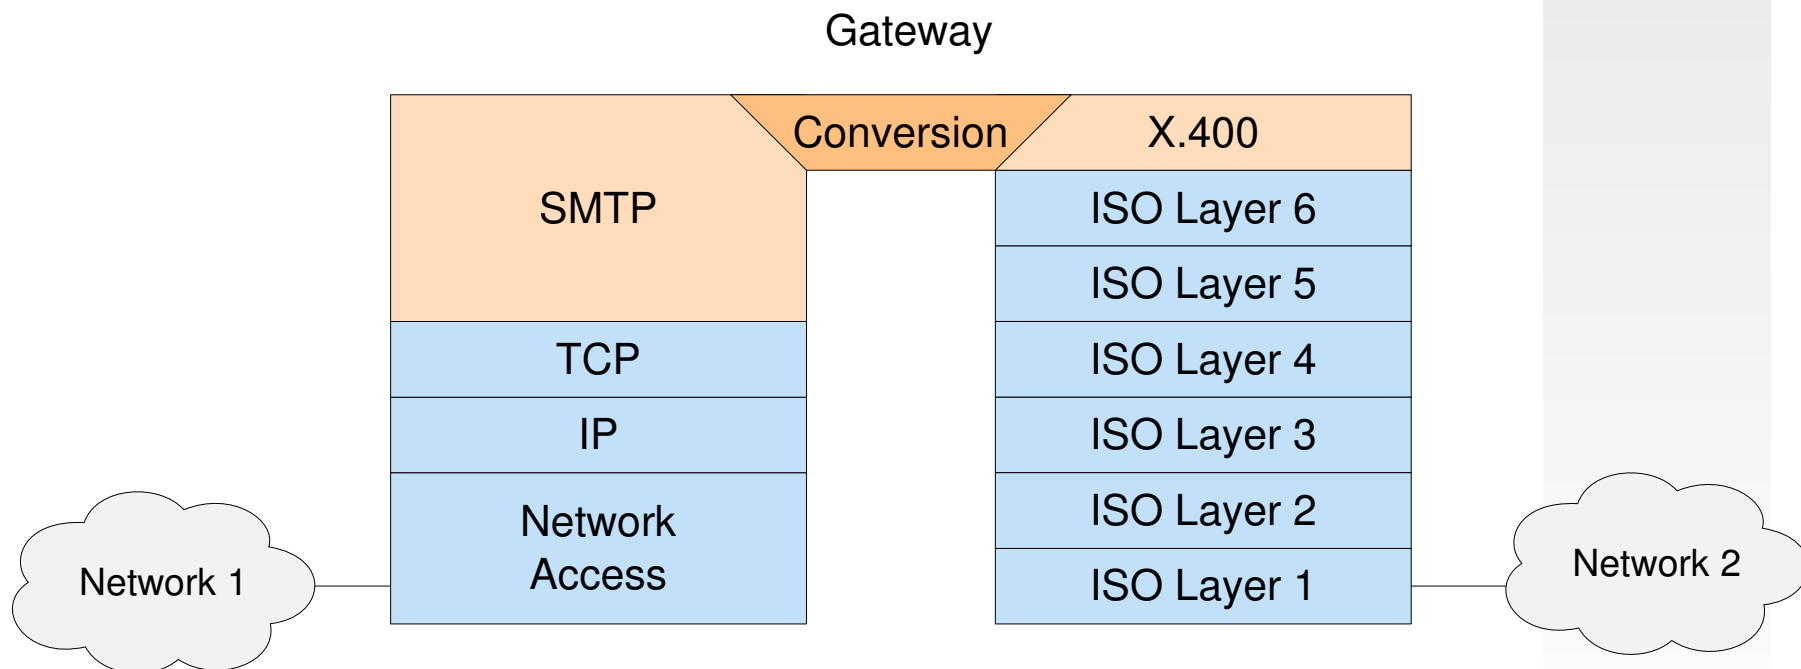 Gateway
Conversion
X.400
SMTP
ISO Layer 6
ISO Layer 5
TCP
ISO Layer 4
IP
ISO Layer 3
Network
Access
ISO Layer 2
ISO Layer 1
Network 1
Network 2